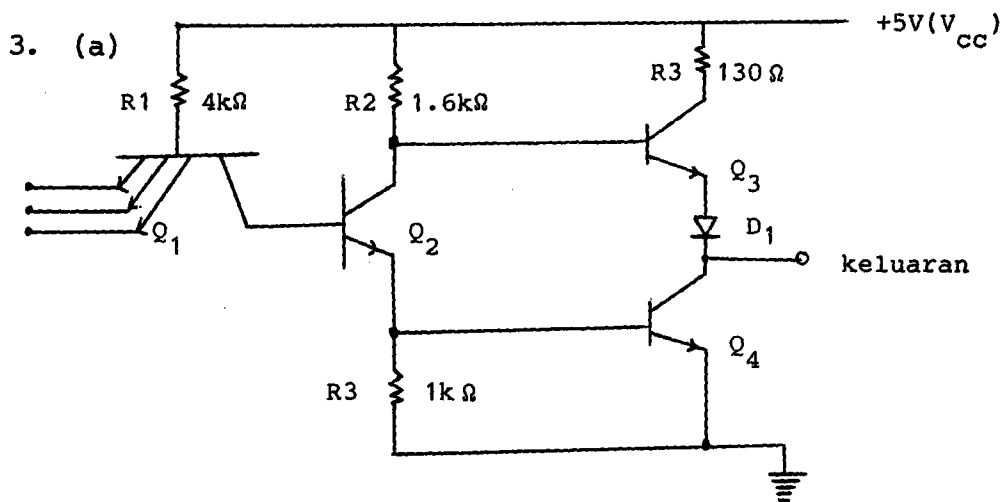 +5V(Vcc)
3. (a)
R1 4kΩ
R2 1.6kΩ
R3 130Ω
Q1
Q2
Q3
D1
keluaran
Q4
R3 1kΩ